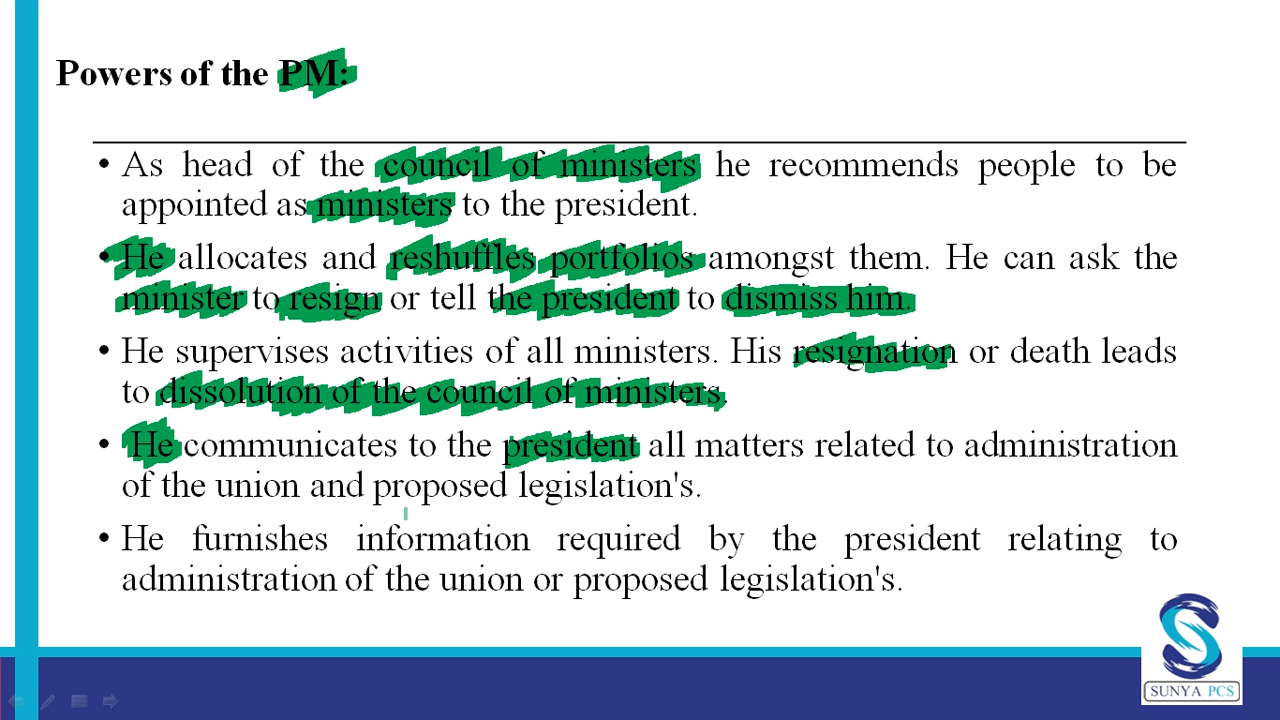 Powers of the PM:
• As head of the council of ministers he recommends people to be
appointed as ministers to the president.
• He allocates and reshuffles portfolios amongst them. He can ask the
minister to resign or tell the president to dismiss him.
• He supervises activities of all ministers. His resignation or death leads
to dissolution of the council of ministers.
• He communicates to the president all matters related to administration
of the union and proposed legislation's.
• He furnishes information required by the president relating to
administration of the union or proposed legislation's.
SUNYA PCS